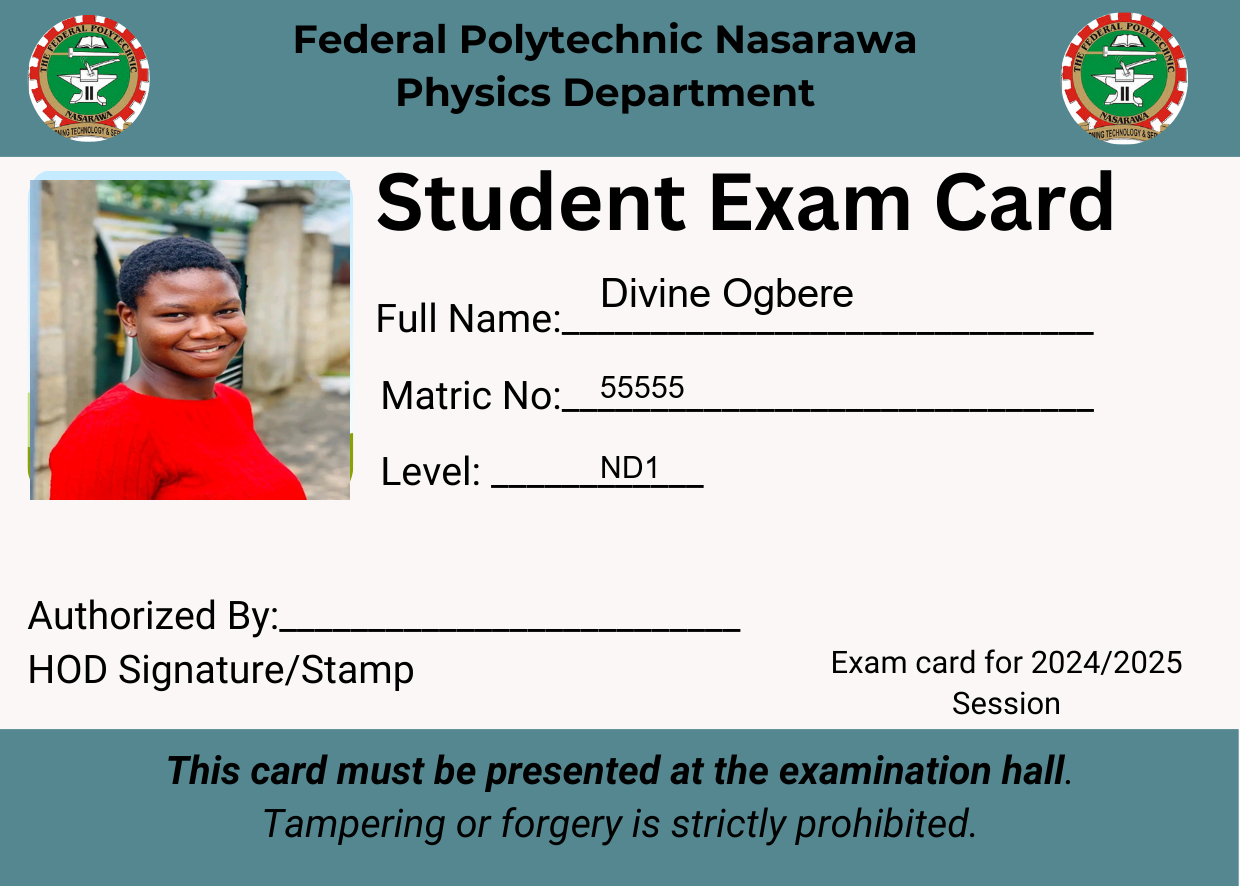 Federal Polytechnic Nasarawa
Physics Department
THE FEDERAL POLYTECHNIC
NASARAWA
THE FEDERAL POLYTECHNIC
NASARAWA
Student Exam Card
Full Name: Divine Ogbere
Matric No: 55555
Level: ND1
Authorized By:
HOD Signature/Stamp
Exam card for 2024/2025
Session
This card must be presented at the examination hall.
Tampering or forgery is strictly prohibited.